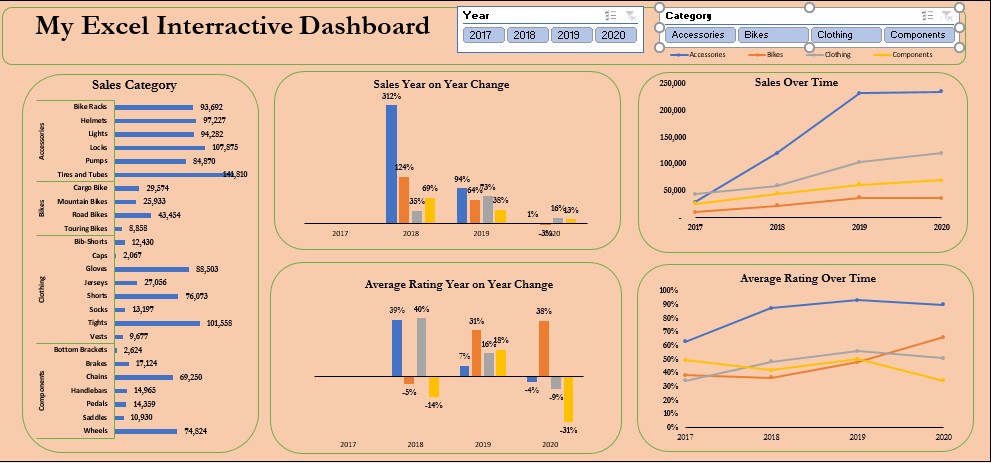 My Excel Interractive Dashboard
Year
2017 2018 2019 2020
Category
Accessories Bikes Clothing Components
Accessories Bikes Clothing Components
Sales Category
Accessories
Bike Racks 93,692
Helmets 97,227
Lights 94,282
Locks 107,875
Pumps 84,870
Tires and Tubes 141,810
Bikes
Cargo Bike 29,574
Mountain Bikes 25,933
Road Bikes 43,454
Touring Bikes 8,858
Clothing
Bib-Shorts 12,430
Caps 2,067
Gloves 88,503
Jerseys 27,056
Shorts 76,073
Socks 13,197
Tights 101,558
Vests 9,677
Components
Bottom Brackets 2,624
Brakes 17,124
Chains 69,250
Handlebars 14,965
Pedals 14,359
Saddles 10,930
Wheels 74,824
Sales Year on Year Change
312%
124%
35%
69%
94%
64%
73%
38%
1%
-3%
16%
13%
2017 2018 2019 2020
Sales Over Time
250,000
200,000
150,000
100,000
50,000
-
2017 2018 2019 2020
Average Rating Year on Year Change
39%
-5%
40%
-14%
7%
31%
16%
18%
-4%
38%
-9%
-31%
2017 2018 2019 2020
Average Rating Over Time
100%
90%
80%
70%
60%
50%
40%
30%
20%
10%
0%
2017 2018 2019 2020